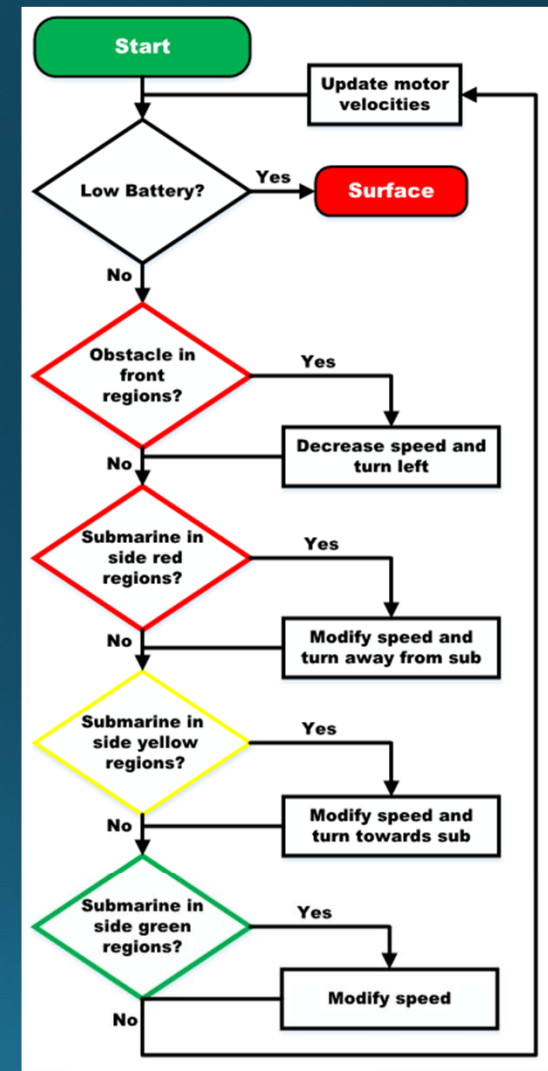 Start
Update motor
velocities
Low Battery?
Yes
Surface
No
Obstacle in
front
regions?
Yes
Decrease speed and
turn left
No
Submarine in
side red
regions?
Yes
Modify speed and
turn away from sub
No
Submarine in
side yellow
regions?
Yes
Modify speed and
turn towards sub
No
Submarine in
side green
regions?
Yes
Modify speed
No